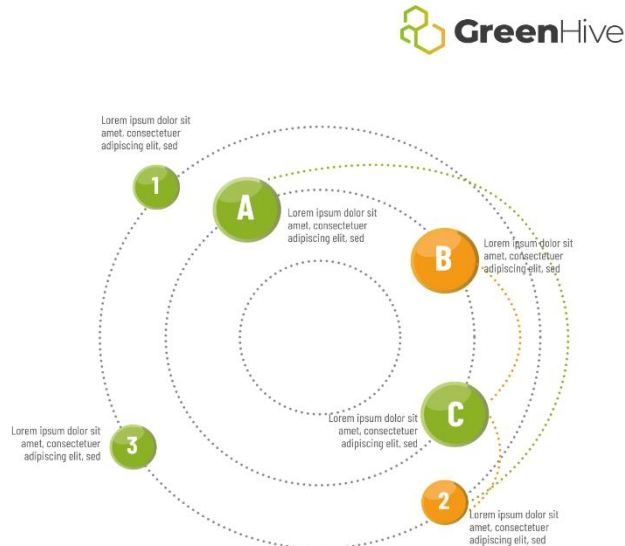 GreenHive
Lorem ipsum dolor sit
amet, consectetuer
adipiscing elit, sed
1
A
Lorem ipsum dolor sit
amet, consectetuer
adipiscing elit, sed
B
Lorem ipsum dolor sit
amet, consectetuer
adipiscing elit, sed
C
Lorem ipsum dolor sit
amet, consectetuer
adipiscing elit, sed
3
Lorem ipsum dolor sit
amet, consectetuer
adipiscing elit, sed
2
Lorem ipsum dolor sit
amet, consectetuer
adipiscing elit, sed